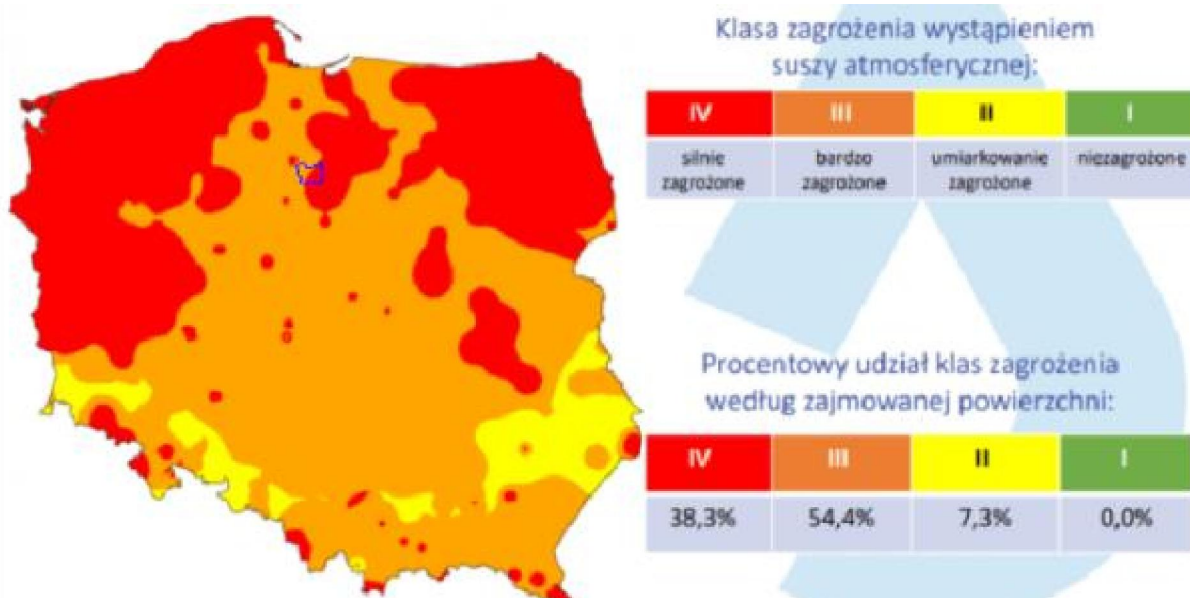 Klasa zagrożenia wystąpieniem
suszy atmosferycznej:
IV III II I
silnie zagrożone bardzo zagrożone umiarkowanie zagrożone niezagrożone
Procentowy udział klas zagrożenia
według zajmowanej powierzchni:
IV III II I
38,3% 54,4% 7,3% 0,0%